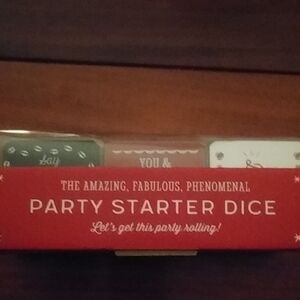 Say
YOU &
THE AMAZING, FABULOUS, PHENOMENAL
PARTY STARTER DICE
Let's get this party rolling!